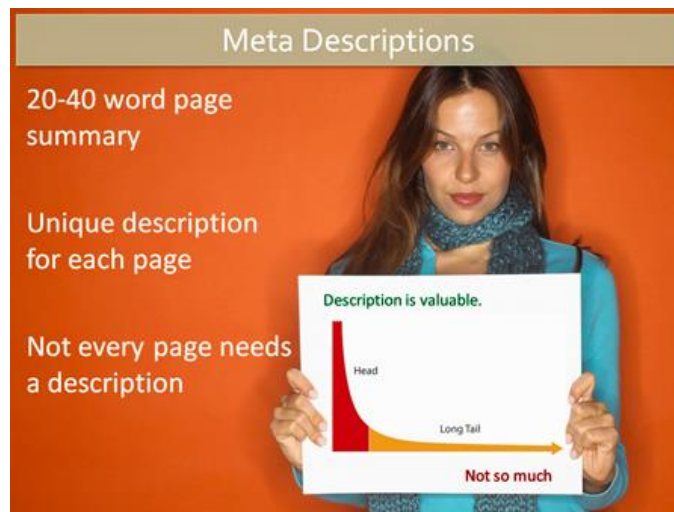 Meta Descriptions
20-40 word page
summary
Unique description
for each page
Not every page needs
a description
Description is valuable.
Head
Long Tail
Not so much